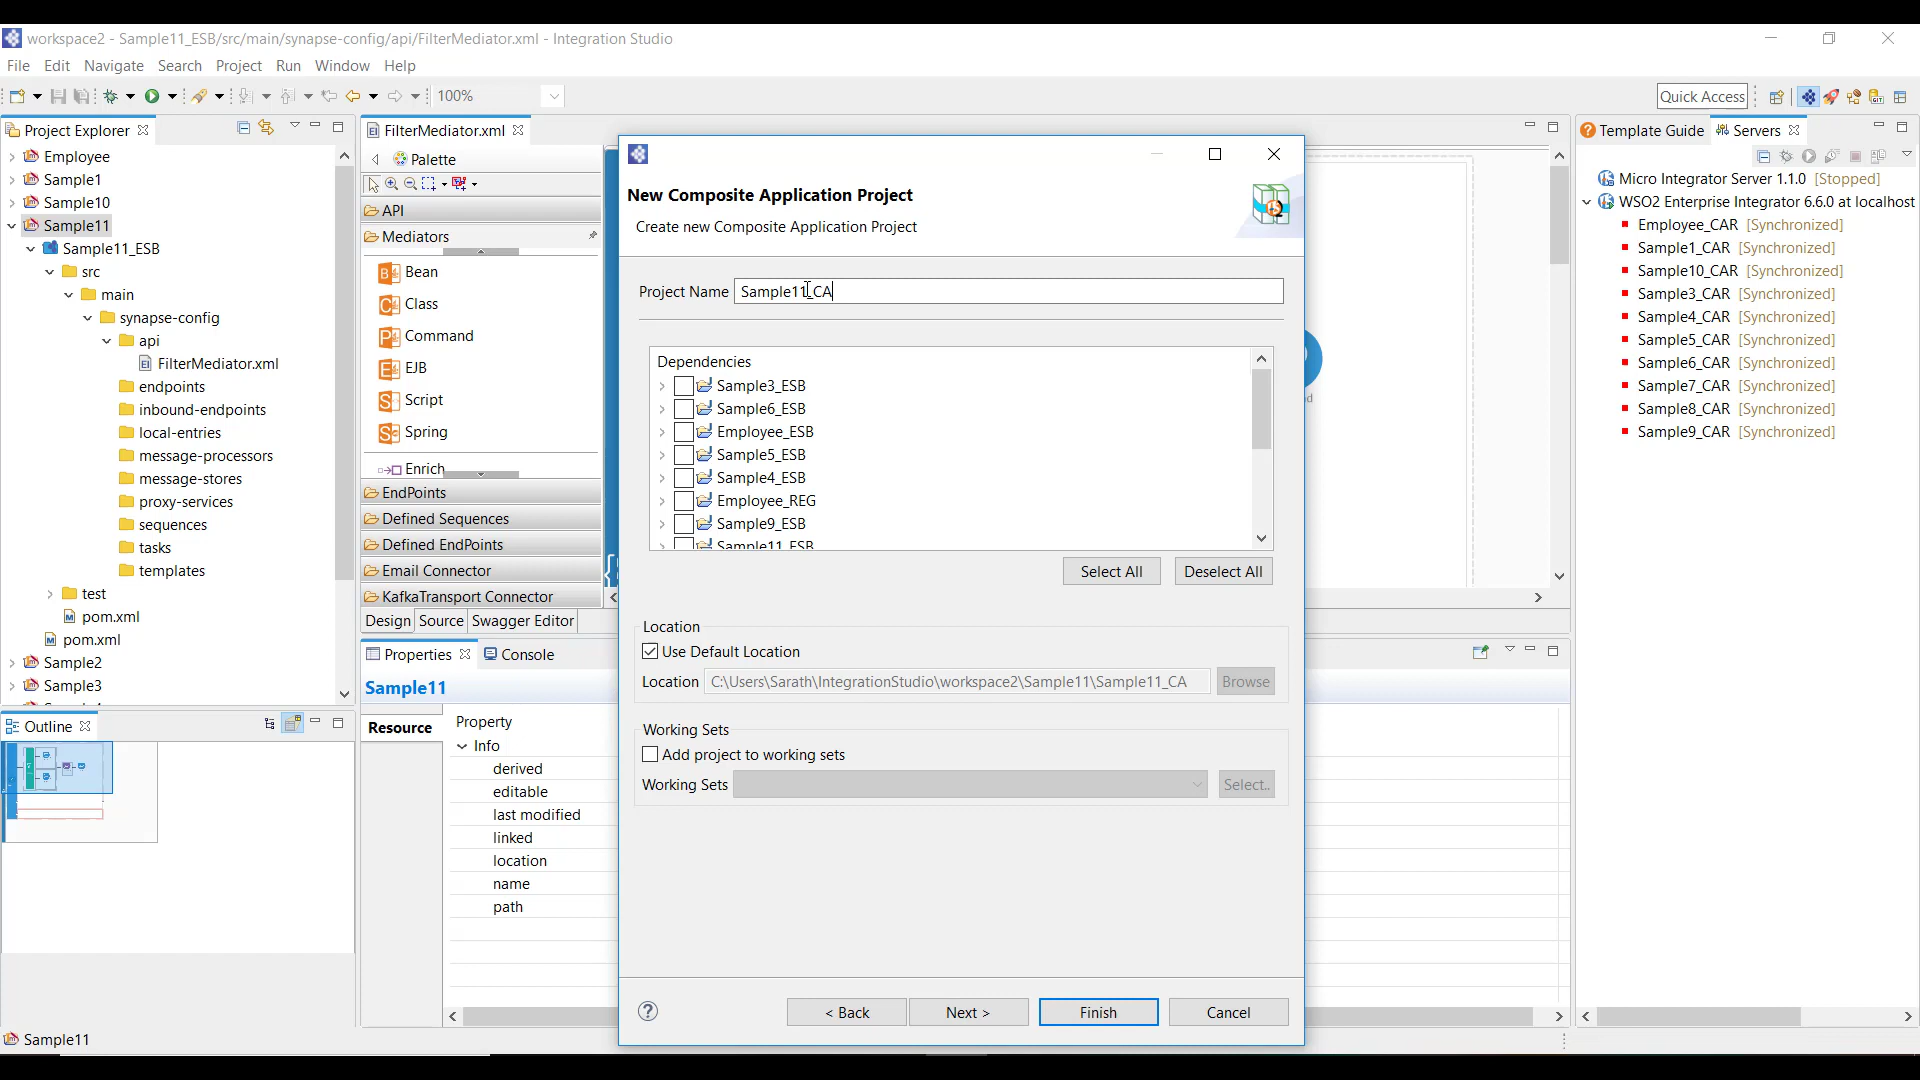 workspace2 - Sample11_ESB/src/main/synapse-config/api/FilterMediator.xml - Integration Studio
File Edit Navigate Search Project Run Window Help
100%
Quick Access
Project Explorer
Employee
Sample1
Sample10
Sample11
Sample11_ESB
src
main
synapse-config
api
FilterMediator.xml
endpoints
inbound-endpoints
local-entries
message-processors
message-stores
proxy-services
sequences
tasks
templates
test
pom.xml
pom.xml
Sample2
Sample3
Outline
FilterMediator.xml
Palette
API
Mediators
Bean
Class
Command
EJB
Script
Spring
Enrich
EndPoints
Defined Sequences
Defined EndPoints
Email Connector
KafkaTransport Connector
Design Source Swagger Editor
Properties Console
Sample11
Resource
Property
Info
derived
editable
last modified
linked
location
name
path
New Composite Application Project
Create new Composite Application Project
Project Name Sample11_CA
Dependencies
Sample3_ESB
Sample6_ESB
Employee_ESB
Sample5_ESB
Sample4_ESB
Employee_REG
Sample9_ESB
Sample11_ESB
Select All Deselect All
Location
Use Default Location
Location C:\Users\Sarath\IntegrationStudio\workspace2\Sample11\Sample11_CA Browse
Working Sets
Add project to working sets
Working Sets Select..
< Back Next > Finish Cancel
Template Guide Servers
Micro Integrator Server 1.1.0 [Stopped]
WSO2 Enterprise Integrator 6.6.0 at localhost
Employee_CAR [Synchronized]
Sample1_CAR [Synchronized]
Sample10_CAR [Synchronized]
Sample3_CAR [Synchronized]
Sample4_CAR [Synchronized]
Sample5_CAR [Synchronized]
Sample6_CAR [Synchronized]
Sample7_CAR [Synchronized]
Sample8_CAR [Synchronized]
Sample9_CAR [Synchronized]
Sample11